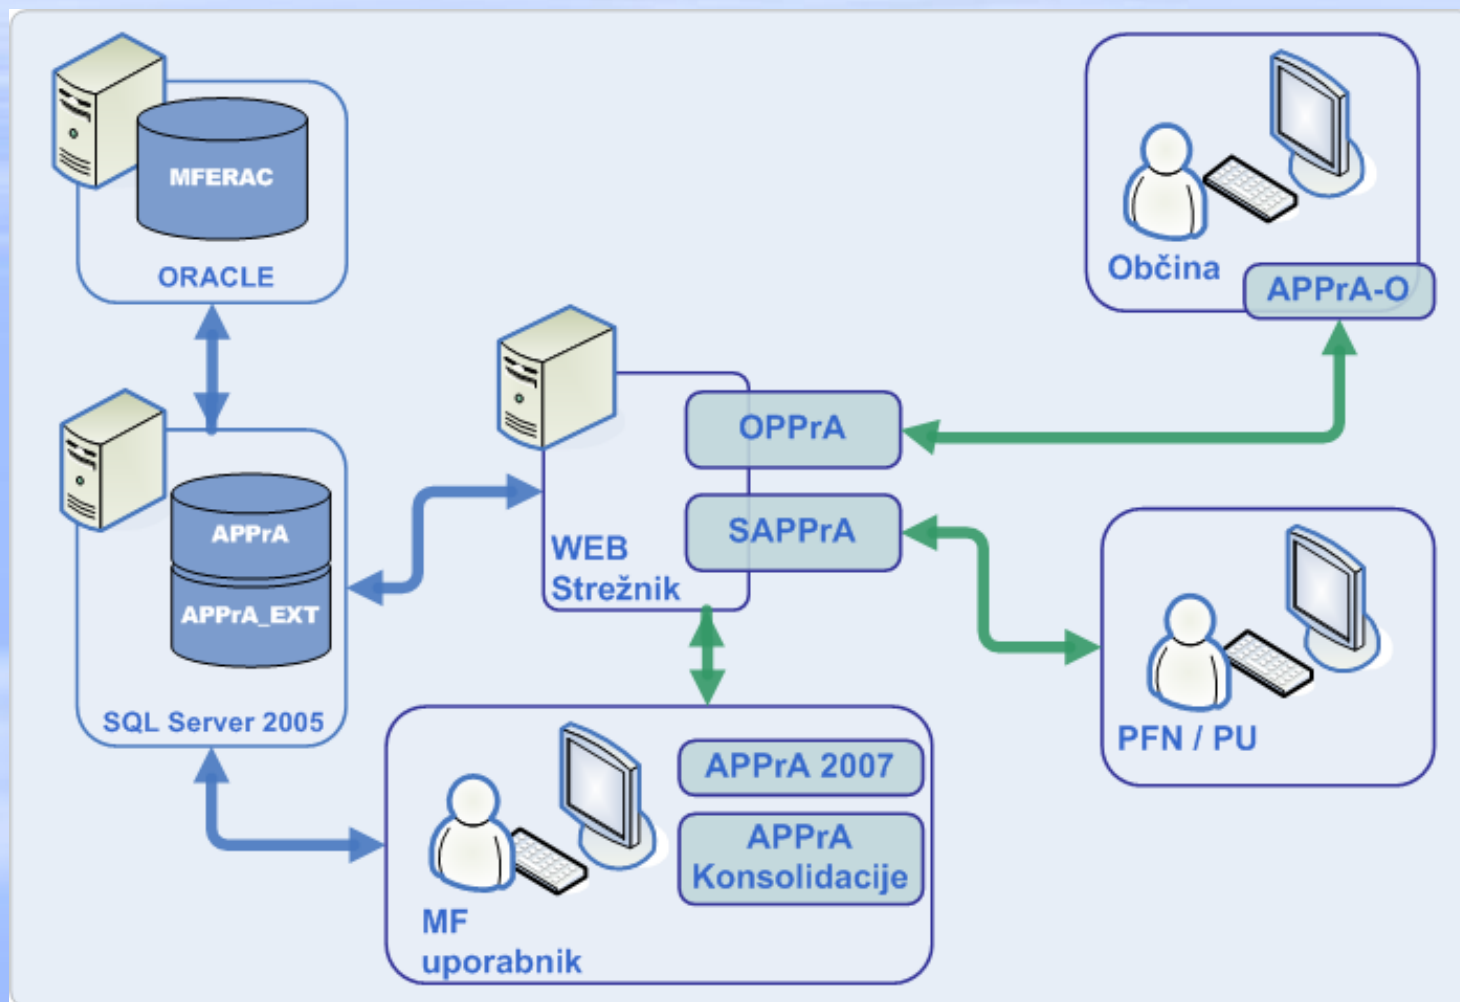 MFERAC
ORACLE
Občina
APPrA-O
OPPrA
SAPPrA
WEB
Strežnik
APPrA
APPrA_EXT
SQL Server 2005
PFN / PU
APPrA 2007
APPrA
Konsolidacije
MF
uporabnik